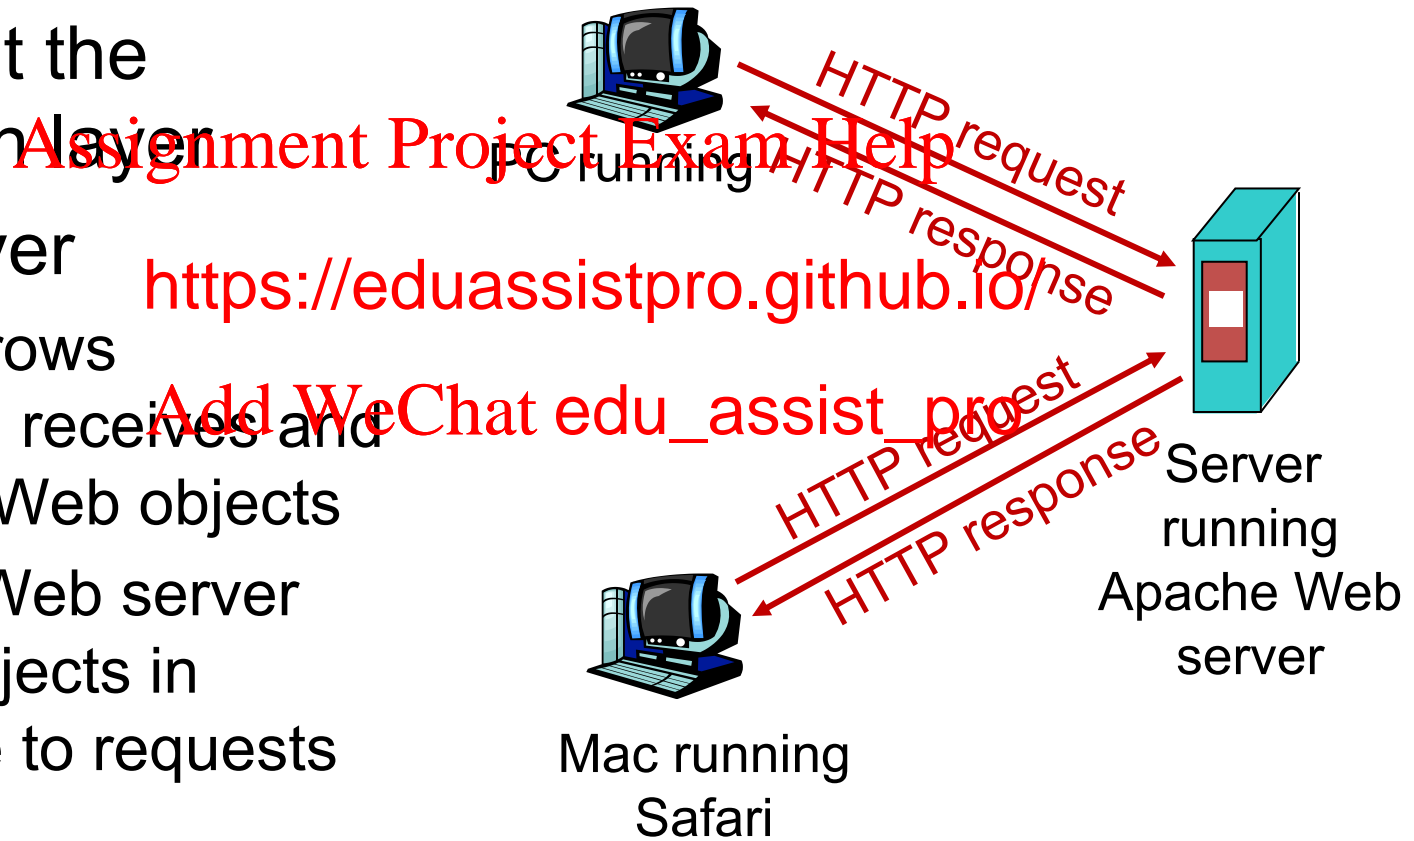 t the
n layer
Assignment Project Exam Help
PC running
HTTP request
HTTP response
ver
https://eduassistpro.github.io/
rows
receives and
Add WeChat edu_assist_pro
Web objects
Web server
jects in
e to requests
HTTP request
HTTP response
Server
running
Apache Web
server
Mac running
Safari